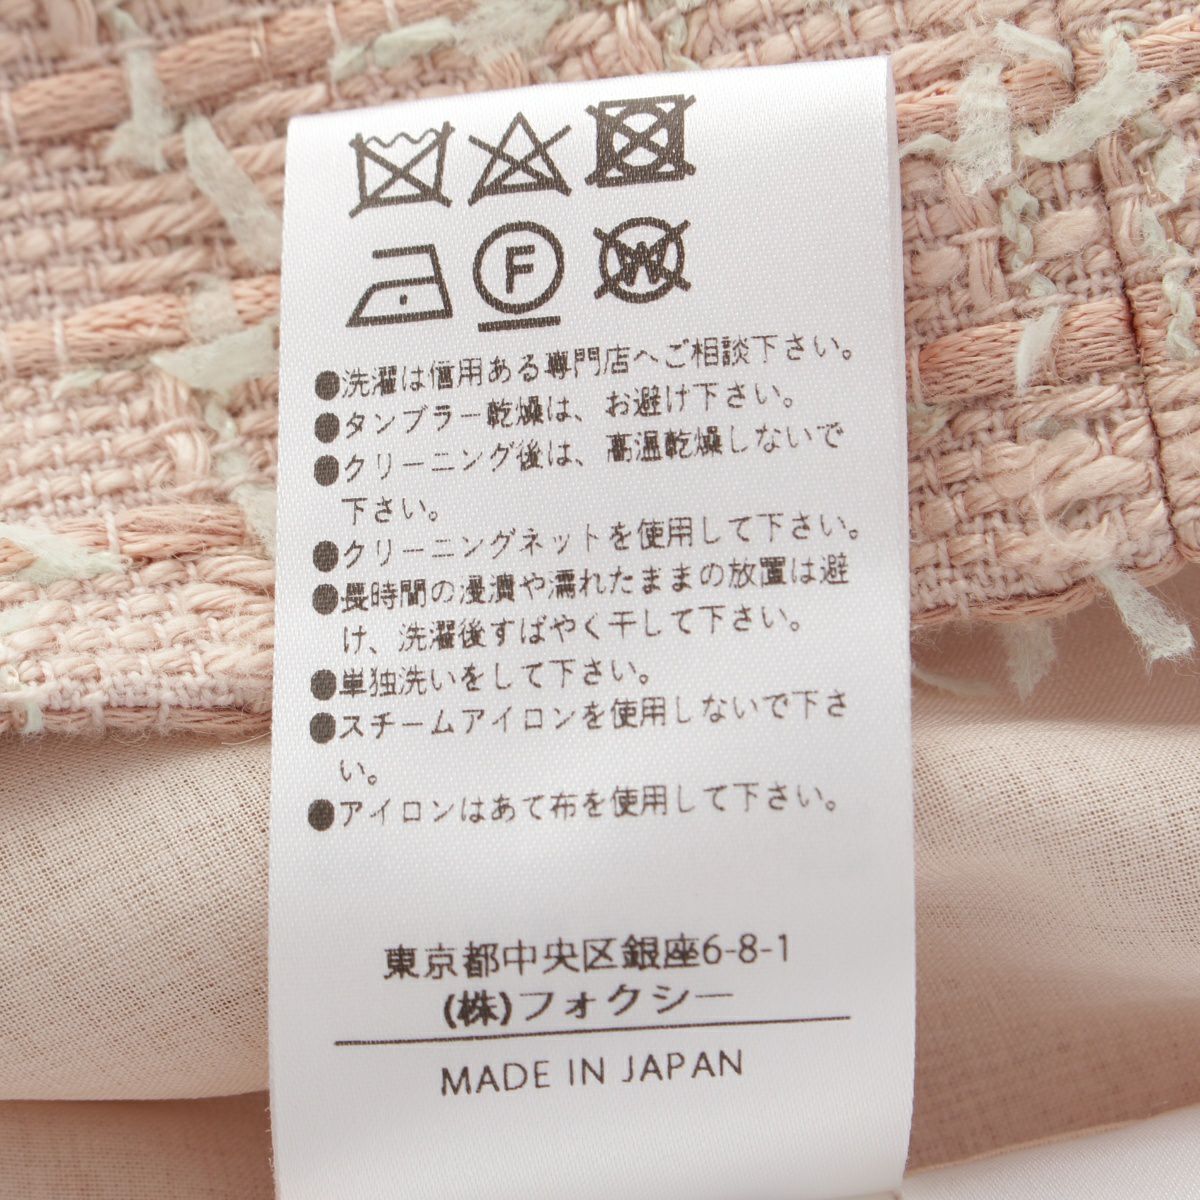 F W
●洗濯は信用ある専門店へご相談下さい。
●タンブラー乾燥は、お避け下さい。
●クリーニング後は、高温乾燥しないで
下さい。
●クリーニングネットを使用して下さい。
●長時間の浸漬や濡れたままの放置は避
け、洗濯後すばやく干して下さい。
●単独洗いをして下さい。
●スチームアイロンを使用しないで下さ
い。
●アイロンはあて布を使用して下さい。
東京都中央区銀座6-8-1
(株)フォクシー
MADE IN JAPAN